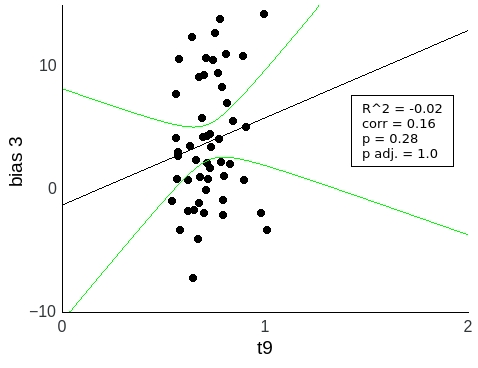 bias 3
10
0
−10
R^2 = -0.02
corr = 0.16
p = 0.28
p adj. = 1.0
0
1
2
t9